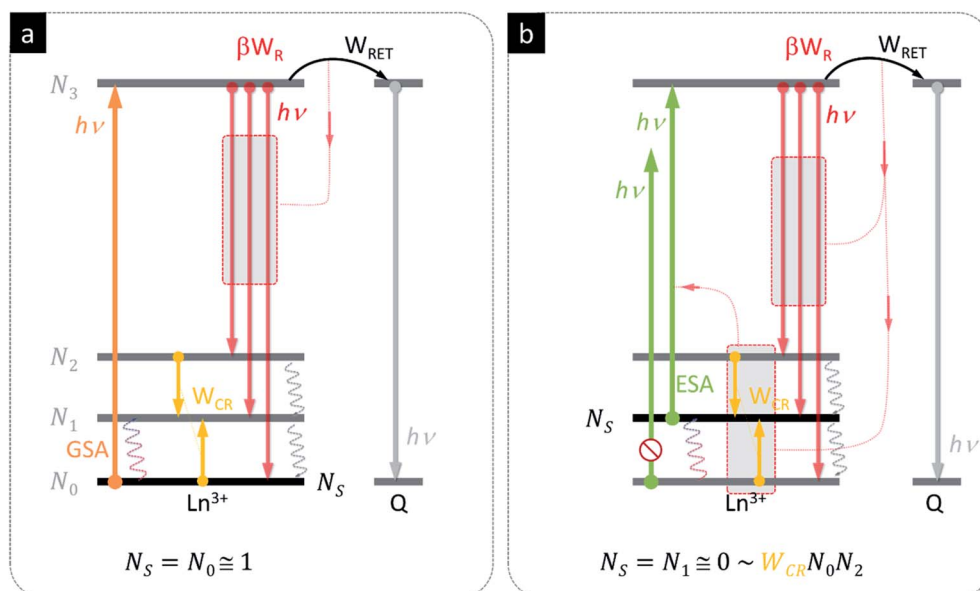 a
βW_RET
W_RET
βW_R
N_3
hν
hν
N_2
W_CR
N_1
GSA
hν
N_0
N_S
Ln³⁺
Q
N_S = N_0 ≅ 1
b
βW_R
W_RET
hν
hν
hν
ESA
W_CR
N_S
hν
Ln³⁺
Q
N_S = N_1 ≅ 0 ~ W_CR N_0 N_2